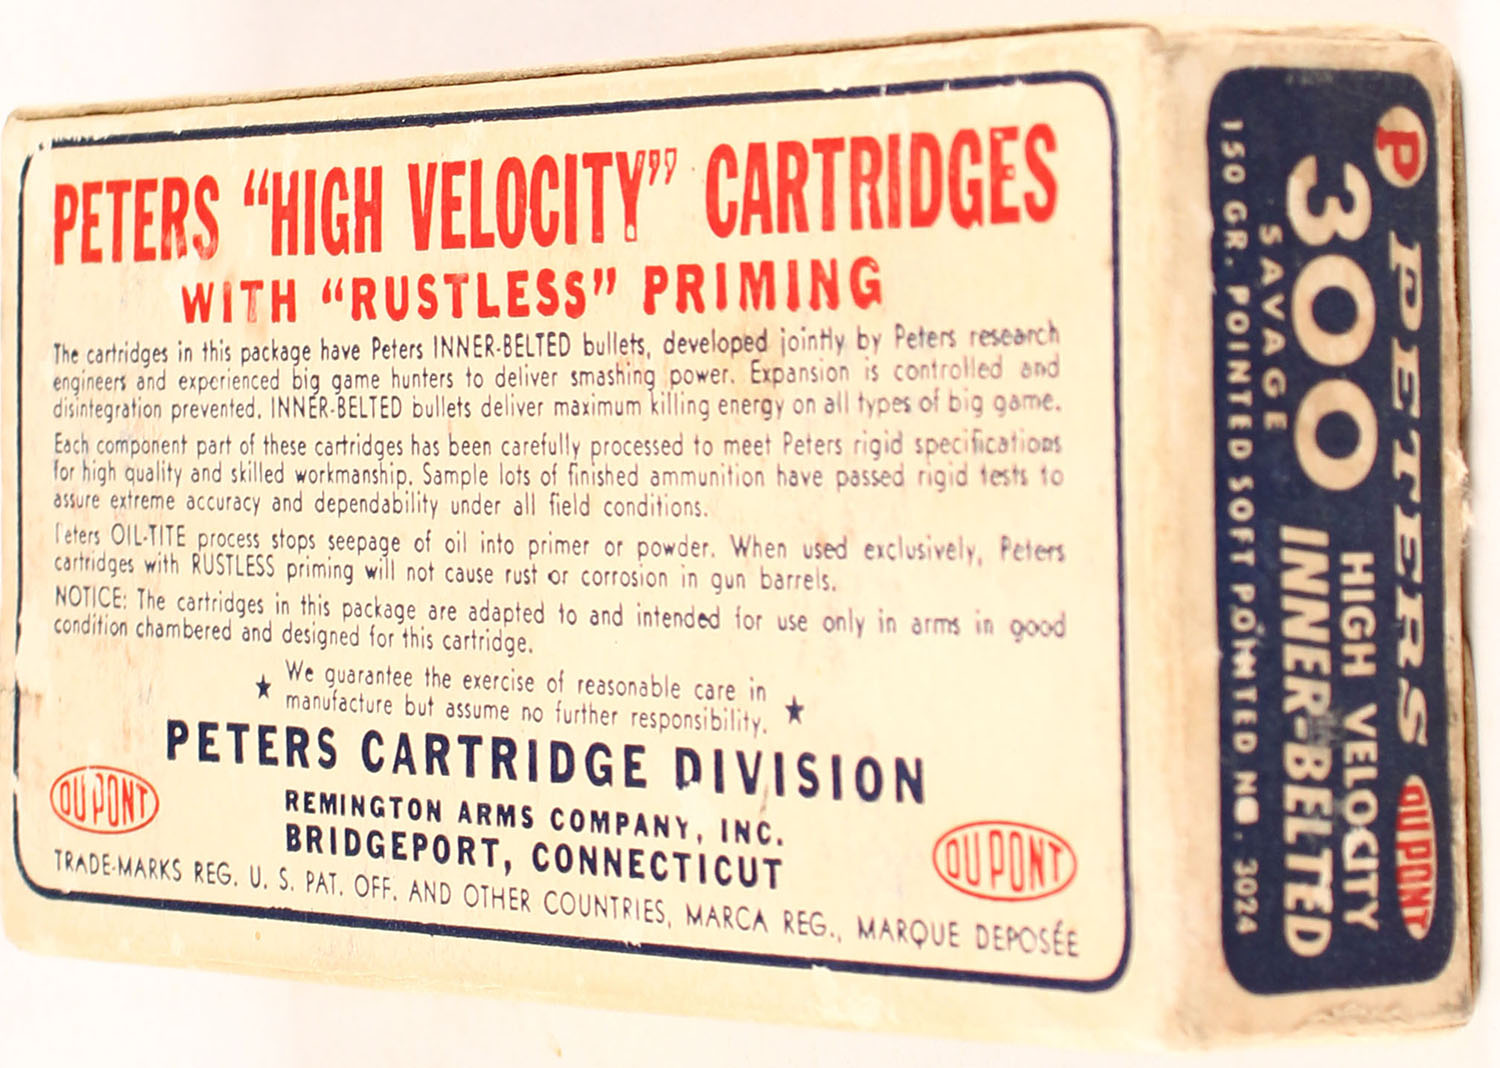 PETERS “HIGH VELOCITY” CARTRIDGES
WITH “RUSTLESS” PRIMING
The cartridges in this package have Peters INNER-BELTED bullets, developed jointly by Peters research
engineers and experienced big game hunters to deliver smashing power. Expansion is controlled and
disintegration prevented. INNER-BELTED bullets deliver maximum killing energy on all types of big game.
Each component part of these cartridges has been carefully processed to meet Peters rigid specifications
for high quality and skilled workmanship. Sample lots of finished ammunition have passed rigid tests to
assure extreme accuracy and dependability under all field conditions.
Peters OIL-TITE process stops seepage of oil into primer or powder. When used exclusively, Peters
cartridges with RUSTLESS priming will not cause rust or corrosion in gun barrels.
NOTICE: The cartridges in this package are adapted to and intended for use only in arms in good
condition chambered and designed for this cartridge.
★ We guarantee the exercise of reasonable care in
manufacture but assume no further responsibility. ★
PETERS CARTRIDGE DIVISION
REMINGTON ARMS COMPANY, INC.
BRIDGEPORT, CONNECTICUT
DU PONT
DU PONT
TRADE-MARKS REG. U. S. PAT. OFF. AND OTHER COUNTRIES, MARCA REG., MARQUE DEPOSÉE
P PETERS DU PONT
300 HIGH VELOCITY
SAVAGE INNER-BELTED
150 GR. POINTED SOFT POINTED NO. 3024